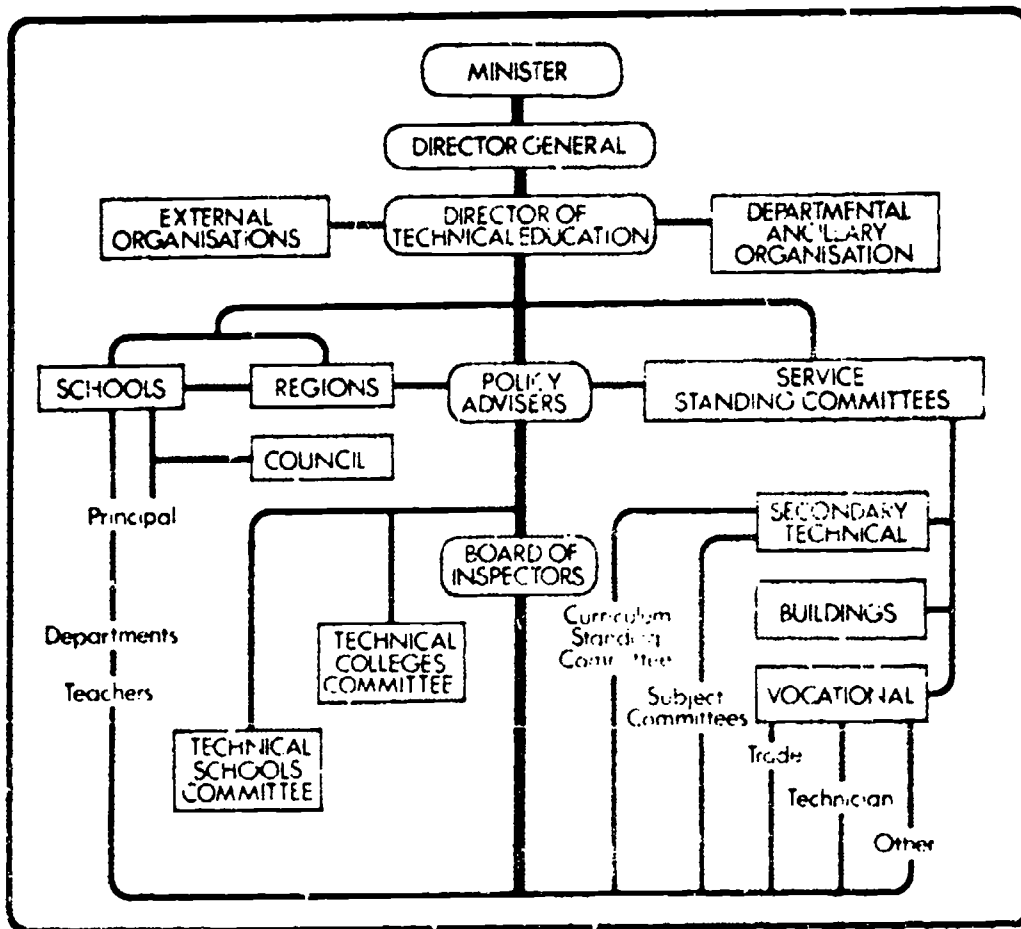 MINISTER
DIRECTOR GENERAL
EXTERNAL
ORGANISATIONS
DIRECTOR OF
TECHNICAL EDUCATION
DEPARTMENTAL
ANCILLARY
ORGANISATION
SCHOOLS
REGIONS
POLICY
ADVISERS
SERVICE
STANDING COMMITTEES
COUNCIL
Principal
SECONDARY
TECHNICAL
BOARD OF
INSPECTORS
BUILDINGS
Curriculum
Standing
Committee
Departments
Teachers
TECHNICAL
COLLEGES
COMMITTEE
Subject
Committees
VOCATIONAL
TECHNICAL
SCHOOLS
COMMITTEE
Trade
Technician
Other